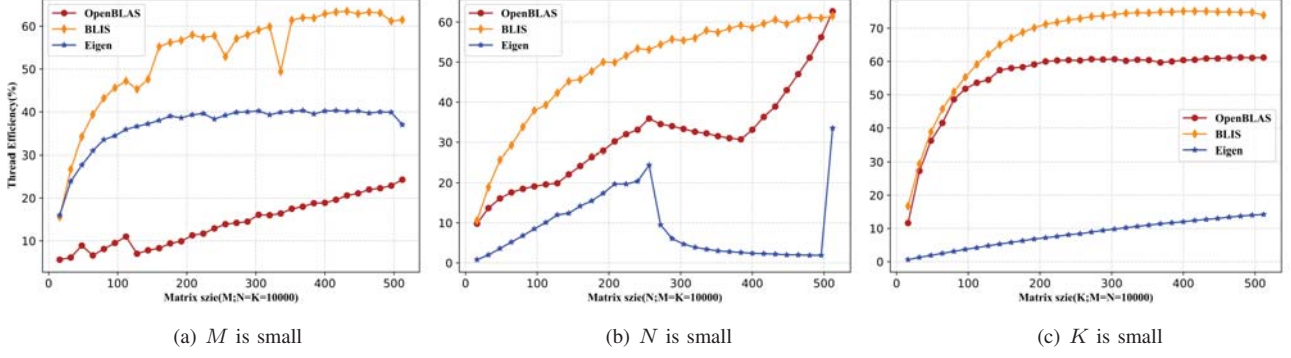 OpenBLAS
BLIS
Eigen
Thread Efficiency(%)
60
50
40
30
20
10
0
100
200
300
400
500
Matrix szie(M;N=K=10000)
(a) M is small
OpenBLAS
BLIS
Eigen
60
50
40
30
20
10
0
0
100
200
300
400
500
Matrix szie(N;M=K=10000)
(b) N is small
OpenBLAS
BLIS
Eigen
70
60
50
40
30
20
10
0
0
100
200
300
400
500
Matrix szie(K;M=N=10000)
(c) K is small